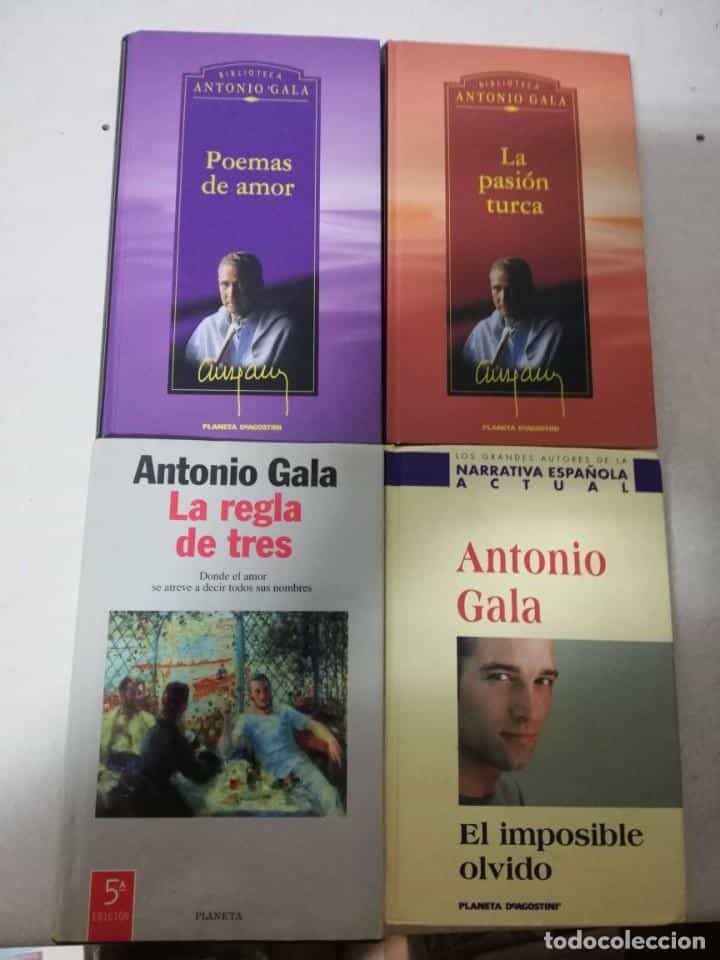 BIBLIOTECA
ANTONIO GALA
Poemas
de amor
PLANETA DEAGOSTINI
BIBLIOTECA
ANTONIO GALA
La
pasión
turca
PLANETA DEAGOSTINI
Antonio Gala
La regla
de tres
Donde el amor
se atreve a decir todos sus nombres
5ª
EDICIÓN
PLANETA
LOS GRANDES AUTORES DE LA
NARRATIVA ESPAÑOLA
ACTUAL
Antonio
Gala
El imposible
olvido
PLANETA DEAGOSTINI
todocoleccion